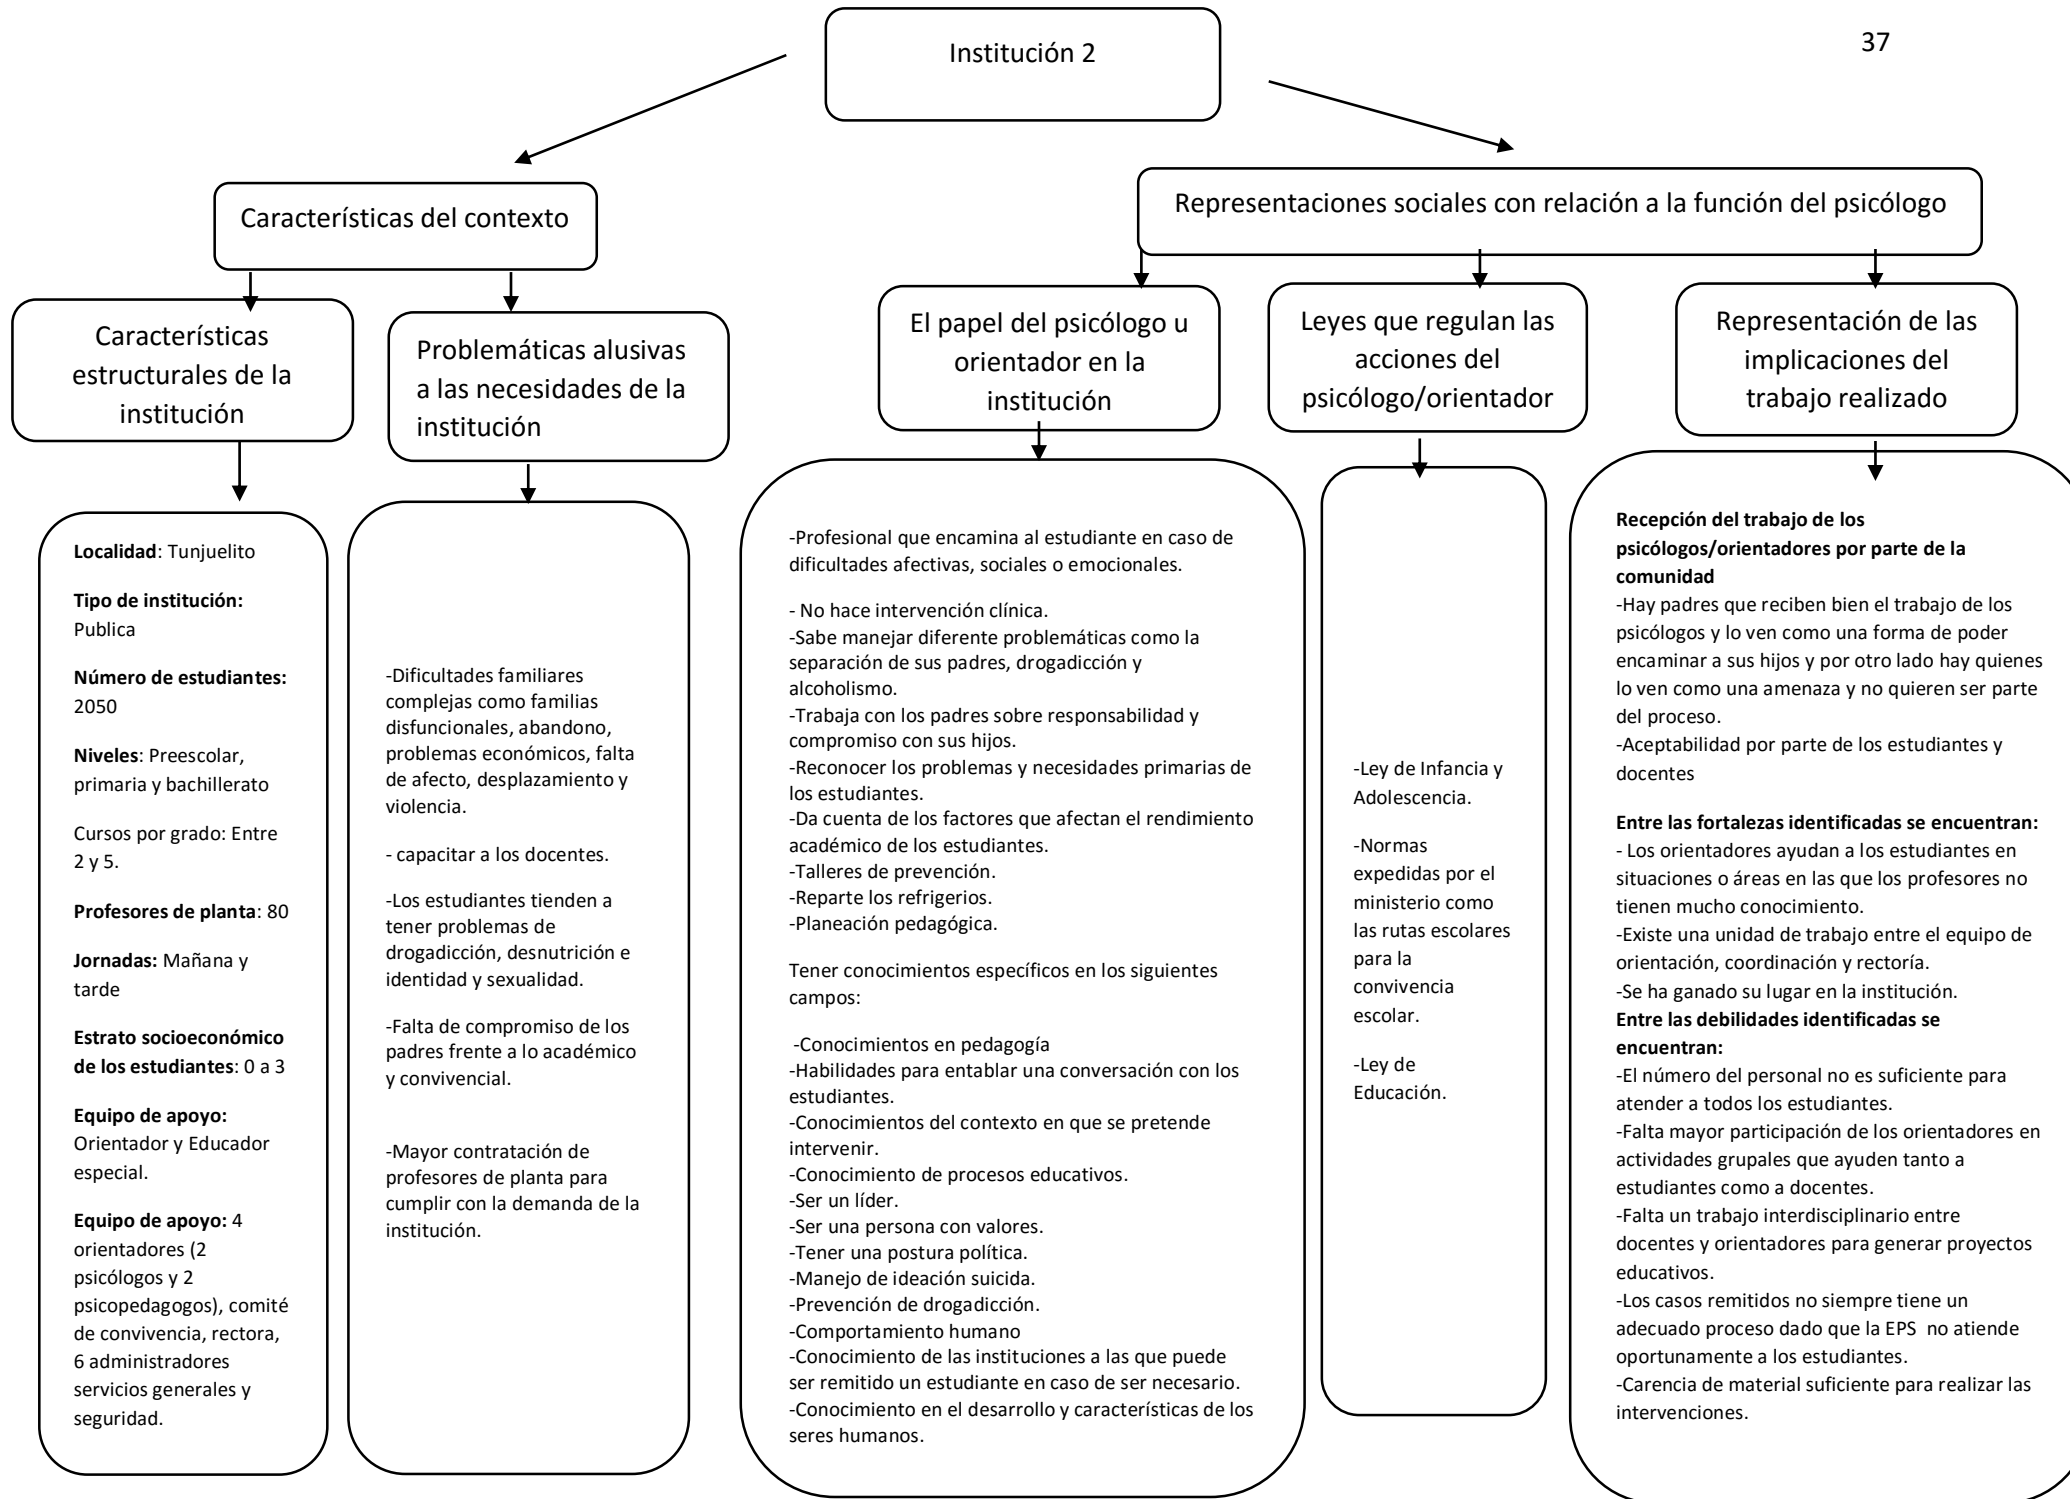 37
Institución 2
Características del contexto
Representaciones sociales con relación a la función del psicólogo
Características
estructurales de la
institución
Problemáticas alusivas
a las necesidades de la
institución
El papel del psicólogo u
orientador en la
institución
Leyes que regulan las
acciones del
psicólogo/orientador
Representación de las
implicaciones del
trabajo realizado
Localidad: Tunjuelito
Tipo de institución:
Publica
Número de estudiantes:
2050
Niveles: Preescolar,
primaria y bachillerato
Cursos por grado: Entre
2 y 5.
Profesores de planta: 80
Jornadas: Mañana y
tarde
Estrato socioeconómico
de los estudiantes: 0 a 3
Equipo de apoyo:
Orientador y Educador
especial.
Equipo de apoyo: 4
orientadores (2
psicólogos y 2
psicopedagogos), comité
de convivencia, rectora,
6 administradores
servicios generales y
seguridad.
-Dificultades familiares
complejas como familias
disfuncionales, abandono,
problemas económicos, falta
de afecto, desplazamiento y
violencia.
- capacitar a los docentes.
-Los estudiantes tienden a
tener problemas de
drogadicción, desnutrición e
identidad y sexualidad.
-Falta de compromiso de los
padres frente a lo académico
y convivencial.
-Mayor contratación de
profesores de planta para
cumplir con la demanda de la
institución.
-Profesional que encamina al estudiante en caso de
dificultades afectivas, sociales o emocionales.
- No hace intervención clínica.
-Sabe manejar diferente problemáticas como la
separación de sus padres, drogadicción y
alcoholismo.
-Trabaja con los padres sobre responsabilidad y
compromiso con sus hijos.
-Reconocer los problemas y necesidades primarias de
los estudiantes.
-Da cuenta de los factores que afectan el rendimiento
académico de los estudiantes.
-Talleres de prevención.
-Reparte los refrigerios.
-Planeación pedagógica.
Tener conocimientos específicos en los siguientes
campos:
-Conocimientos en pedagogía
-Habilidades para entablar una conversación con los
estudiantes.
-Conocimientos del contexto en que se pretende
intervenir.
-Conocimiento de procesos educativos.
-Ser un líder.
-Ser una persona con valores.
-Tener una postura política.
-Manejo de ideación suicida.
-Prevención de drogadicción.
-Comportamiento humano
-Conocimiento de las instituciones a las que puede
ser remitido un estudiante en caso de ser necesario.
-Conocimiento en el desarrollo y características de los
seres humanos.
-Ley de Infancia y
Adolescencia.
-Normas
expedidas por el
ministerio como
las rutas escolares
para la
convivencia
escolar.
-Ley de
Educación.
Recepción del trabajo de los
psicólogos/orientadores por parte de la
comunidad
-Hay padres que reciben bien el trabajo de los
psicólogos y lo ven como una forma de poder
encaminar a sus hijos y por otro lado hay quienes
lo ven como una amenaza y no quieren ser parte
del proceso.
-Aceptabilidad por parte de los estudiantes y
docentes
Entre las fortalezas identificadas se encuentran:
- Los orientadores ayudan a los estudiantes en
situaciones o áreas en las que los profesores no
tienen mucho conocimiento.
-Existe una unidad de trabajo entre el equipo de
orientación, coordinación y rectoría.
-Se ha ganado su lugar en la institución.
Entre las debilidades identificadas se
encuentran:
-El número del personal no es suficiente para
atender a todos los estudiantes.
-Falta mayor participación de los orientadores en
actividades grupales que ayuden tanto a
estudiantes como a docentes.
-Falta un trabajo interdisciplinario entre
docentes y orientadores para generar proyectos
educativos.
-Los casos remitidos no siempre tiene un
adecuado proceso dado que la EPS no atiende
oportunamente a los estudiantes.
-Carencia de material suficiente para realizar las
intervenciones.